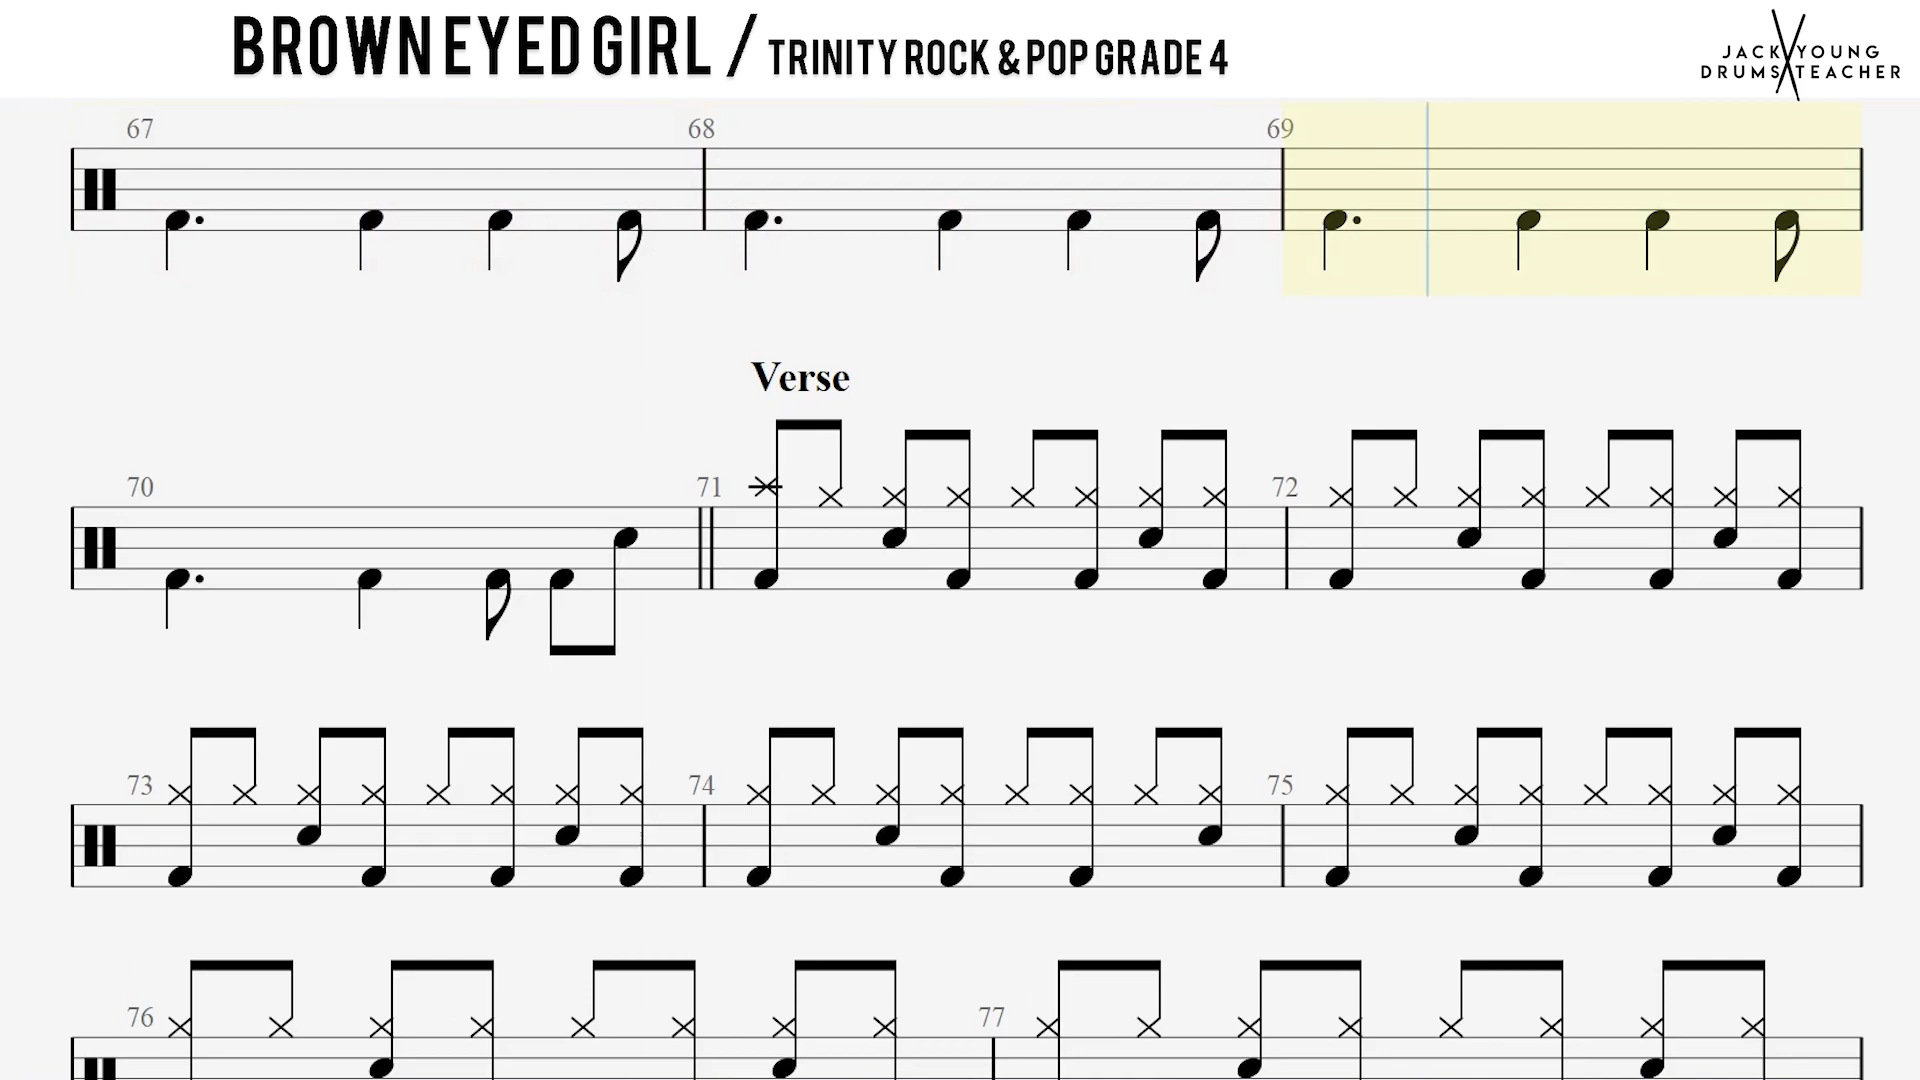 BROWN EYED GIRL / TRINITY ROCK & POP GRADE 4
JACK YOUNG
DRUMS TEACHER
67 68 69
Verse
70 71 72
73 74 75
76 77